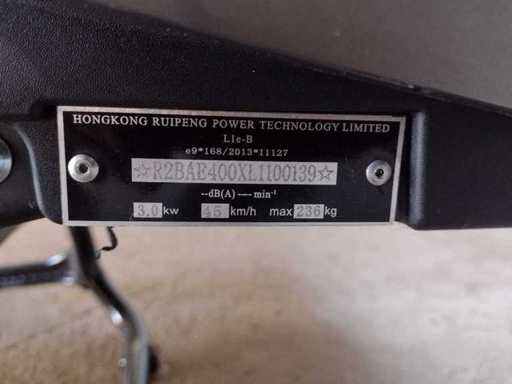 HONGKONG RUIPENG POWER TECHNOLOGY LIMITED
L1e-B
e9*168/2013*11127
☆R2BAE400XL1100139☆
--dB(A)—min⁻¹
3.0 kw 45 km/h max 236 kg